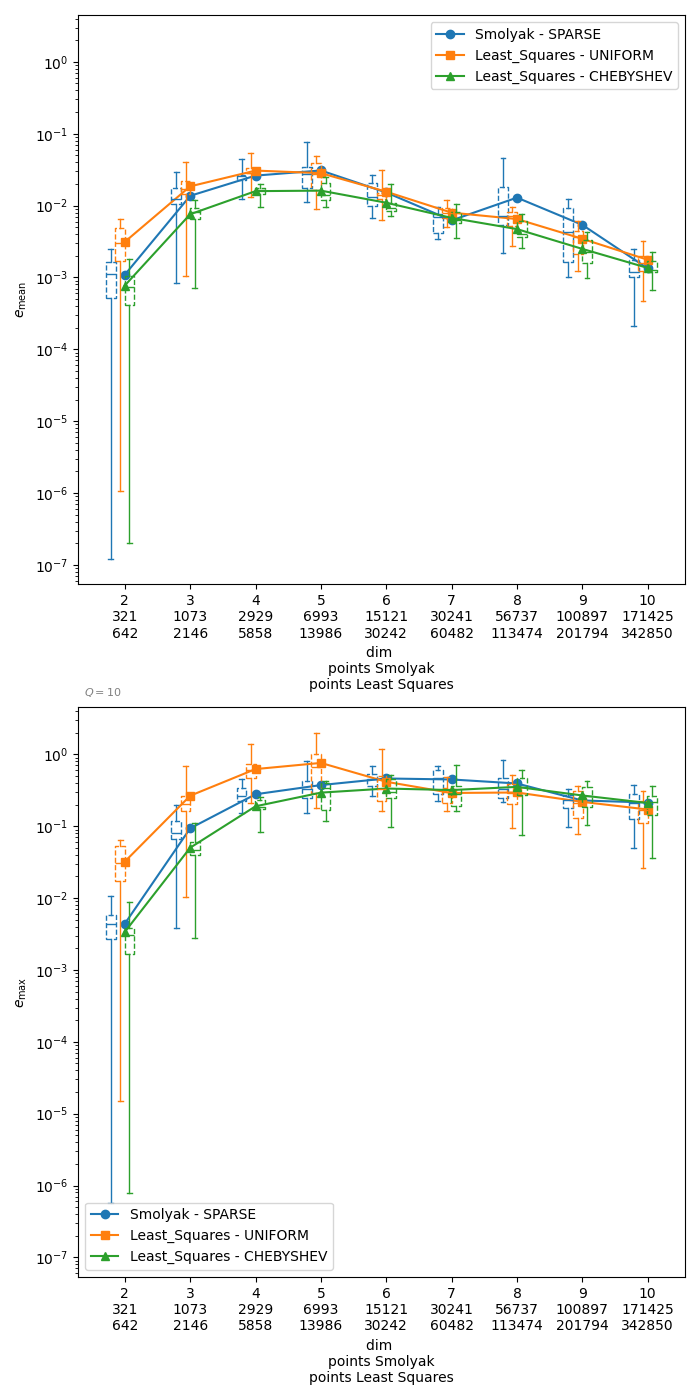 Smolyak - SPARSE
Least_Squares - UNIFORM
Least_Squares - CHEBYSHEV
10^0
10^-1
10^-2
10^-3
10^-4
10^-5
10^-6
10^-7
e_mean
2 3 4 5 6 7 8 9 10
321 1073 2929 6993 15121 30241 56737 100897 171425
642 2146 5858 13986 30242 60482 113474 201794 342850
dim
points Smolyak
points Least Squares
Q = 10
10^0
10^-1
10^-2
10^-3
10^-4
10^-5
10^-6
10^-7
e_max
Smolyak - SPARSE
Least_Squares - UNIFORM
Least_Squares - CHEBYSHEV
2 3 4 5 6 7 8 9 10
321 1073 2929 6993 15121 30241 56737 100897 171425
642 2146 5858 13986 30242 60482 113474 201794 342850
dim
points Smolyak
points Least Squares